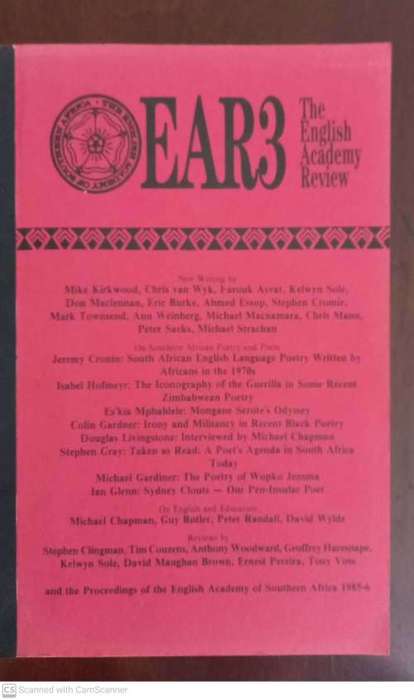 THE ENGLISH ACADEMY OF SOUTHERN AFRICA
EAR3
The
English
Academy
Review
New Writing by
Mike Kirkwood, Chris van Wyk, Farouk Asvat, Kelwyn Sole,
Don Maclennan, Eric Burke, Ahmed Essop, Stephen Cromie,
Mark Townsend, Ann Weinberg, Michael Macnamara, Chris Mann,
Peter Sacks, Michael Strachan
On Southern African Poetry and Poets
Jeremy Cronin: South African English Language Poetry Written by
Africans in the 1970s
Isabel Hofmeyr: The Iconography of the Guerilla in Some Recent
Zimbabwean Poetry
Es'kia Mphahlele: Mongane Serote's Odysey
Colin Gardner: Irony and Militancy in Recent Black Poetry
Douglas Livingstone: Interviewed by Michael Chapman
Stephen Gray: Taken as Read: A Poet's Agenda in South Africa
Today
Michael Gardiner: The Poetry of Wopko Jensma
Ian Glenn: Sydney Clouts — Our Pen-Insular Poet
On English and Education
Michael Chapman, Guy Butler, Peter Randall, David Wylde
Reviews by
Stephen Clingman, Tim Couzens, Anthony Woodward, Geoffrey Haresnape,
Kelwyn Sole, David Maughan Brown, Ernest Pereira, Tony Voss
and the Proceedings of the English Academy of Southern Africa 1985-6
CS Scanned with CamScanner